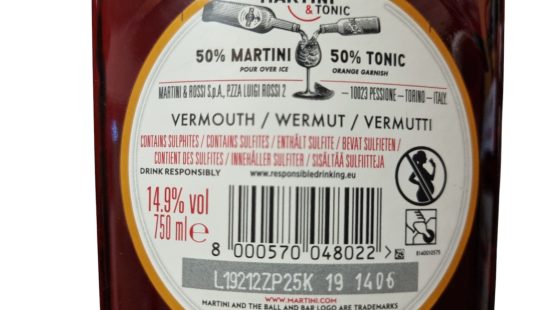 MARTINI
& TONIC
50% MARTINI 50% TONIC
POUR OVER ICE ORANGE GARNISH
MARTINI & ROSSI S.p.A., P.ZZA LUIGI ROSSI 2 – 10023 PESSIONE – TORINO – ITALY.
VERMOUTH / WERMUT / VERMUTTI
CONTAINS SULPHITES / CONTAINS SULFITES / ENTHÄLT SULFITE / BEVAT SULFIETEN /
CONTIENT DES SULFITES / INNEHÅLLER SULFITER / SISÄLTÄÄ SULFIITTEJA
DRINK RESPONSIBLY www.responsibledrinking.eu
14.9% vol
750 ml e
8 000570 048022 >
8140010575
L19212ZP25K 19 1406
WWW.MARTINI.COM
MARTINI AND THE BALL AND BAR LOGO ARE TRADEMARKS